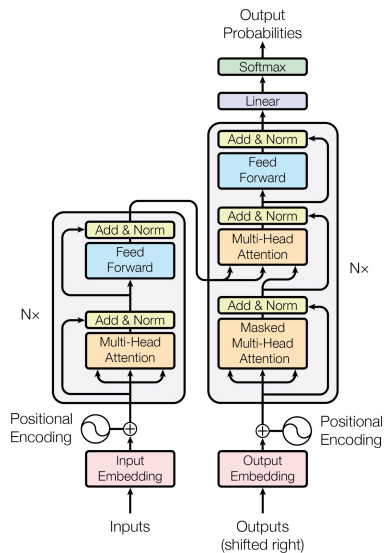 Output
Probabilities
Softmax
Linear
Add & Norm
Feed
Forward
Add & Norm
Multi-Head
Attention
Nx
Add & Norm
Masked
Multi-Head
Attention
Add & Norm
Feed
Forward
Nx
Add & Norm
Multi-Head
Attention
Positional
Encoding
Positional
Encoding
Input
Embedding
Output
Embedding
Inputs
Outputs
(shifted right)